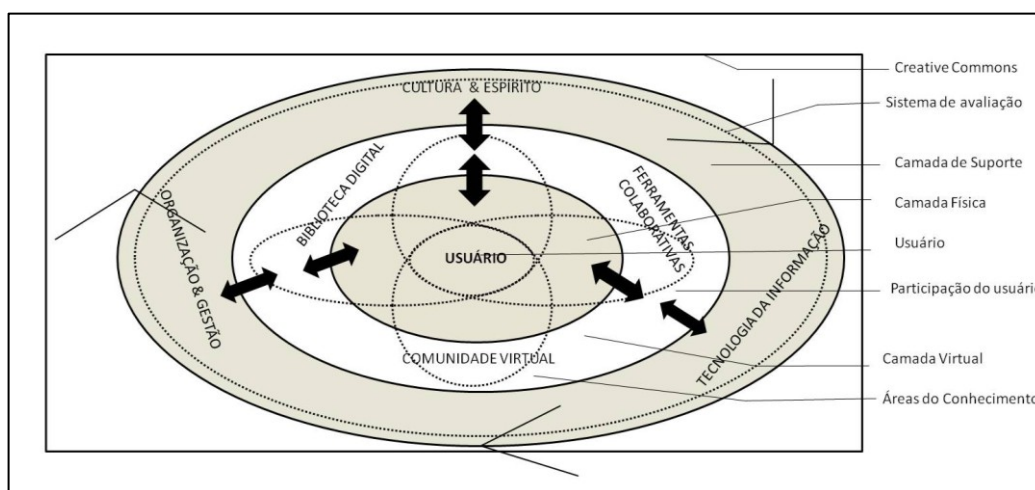 CULTURA & ESPÍRITO
BIBLIOTECA DIGITAL
FERRAMENTAS
COLABORATIVAS
ORGANIZAÇÃO & GESTÃO
USUÁRIO
TECNOLOGIA DA INFORMAÇÃO
COMUNIDADE VIRTUAL
Creative Commons
Sistema de avaliação
Camada de Suporte
Camada Física
Usuário
Participação do usuári
Camada Virtual
Áreas do Conhecimento